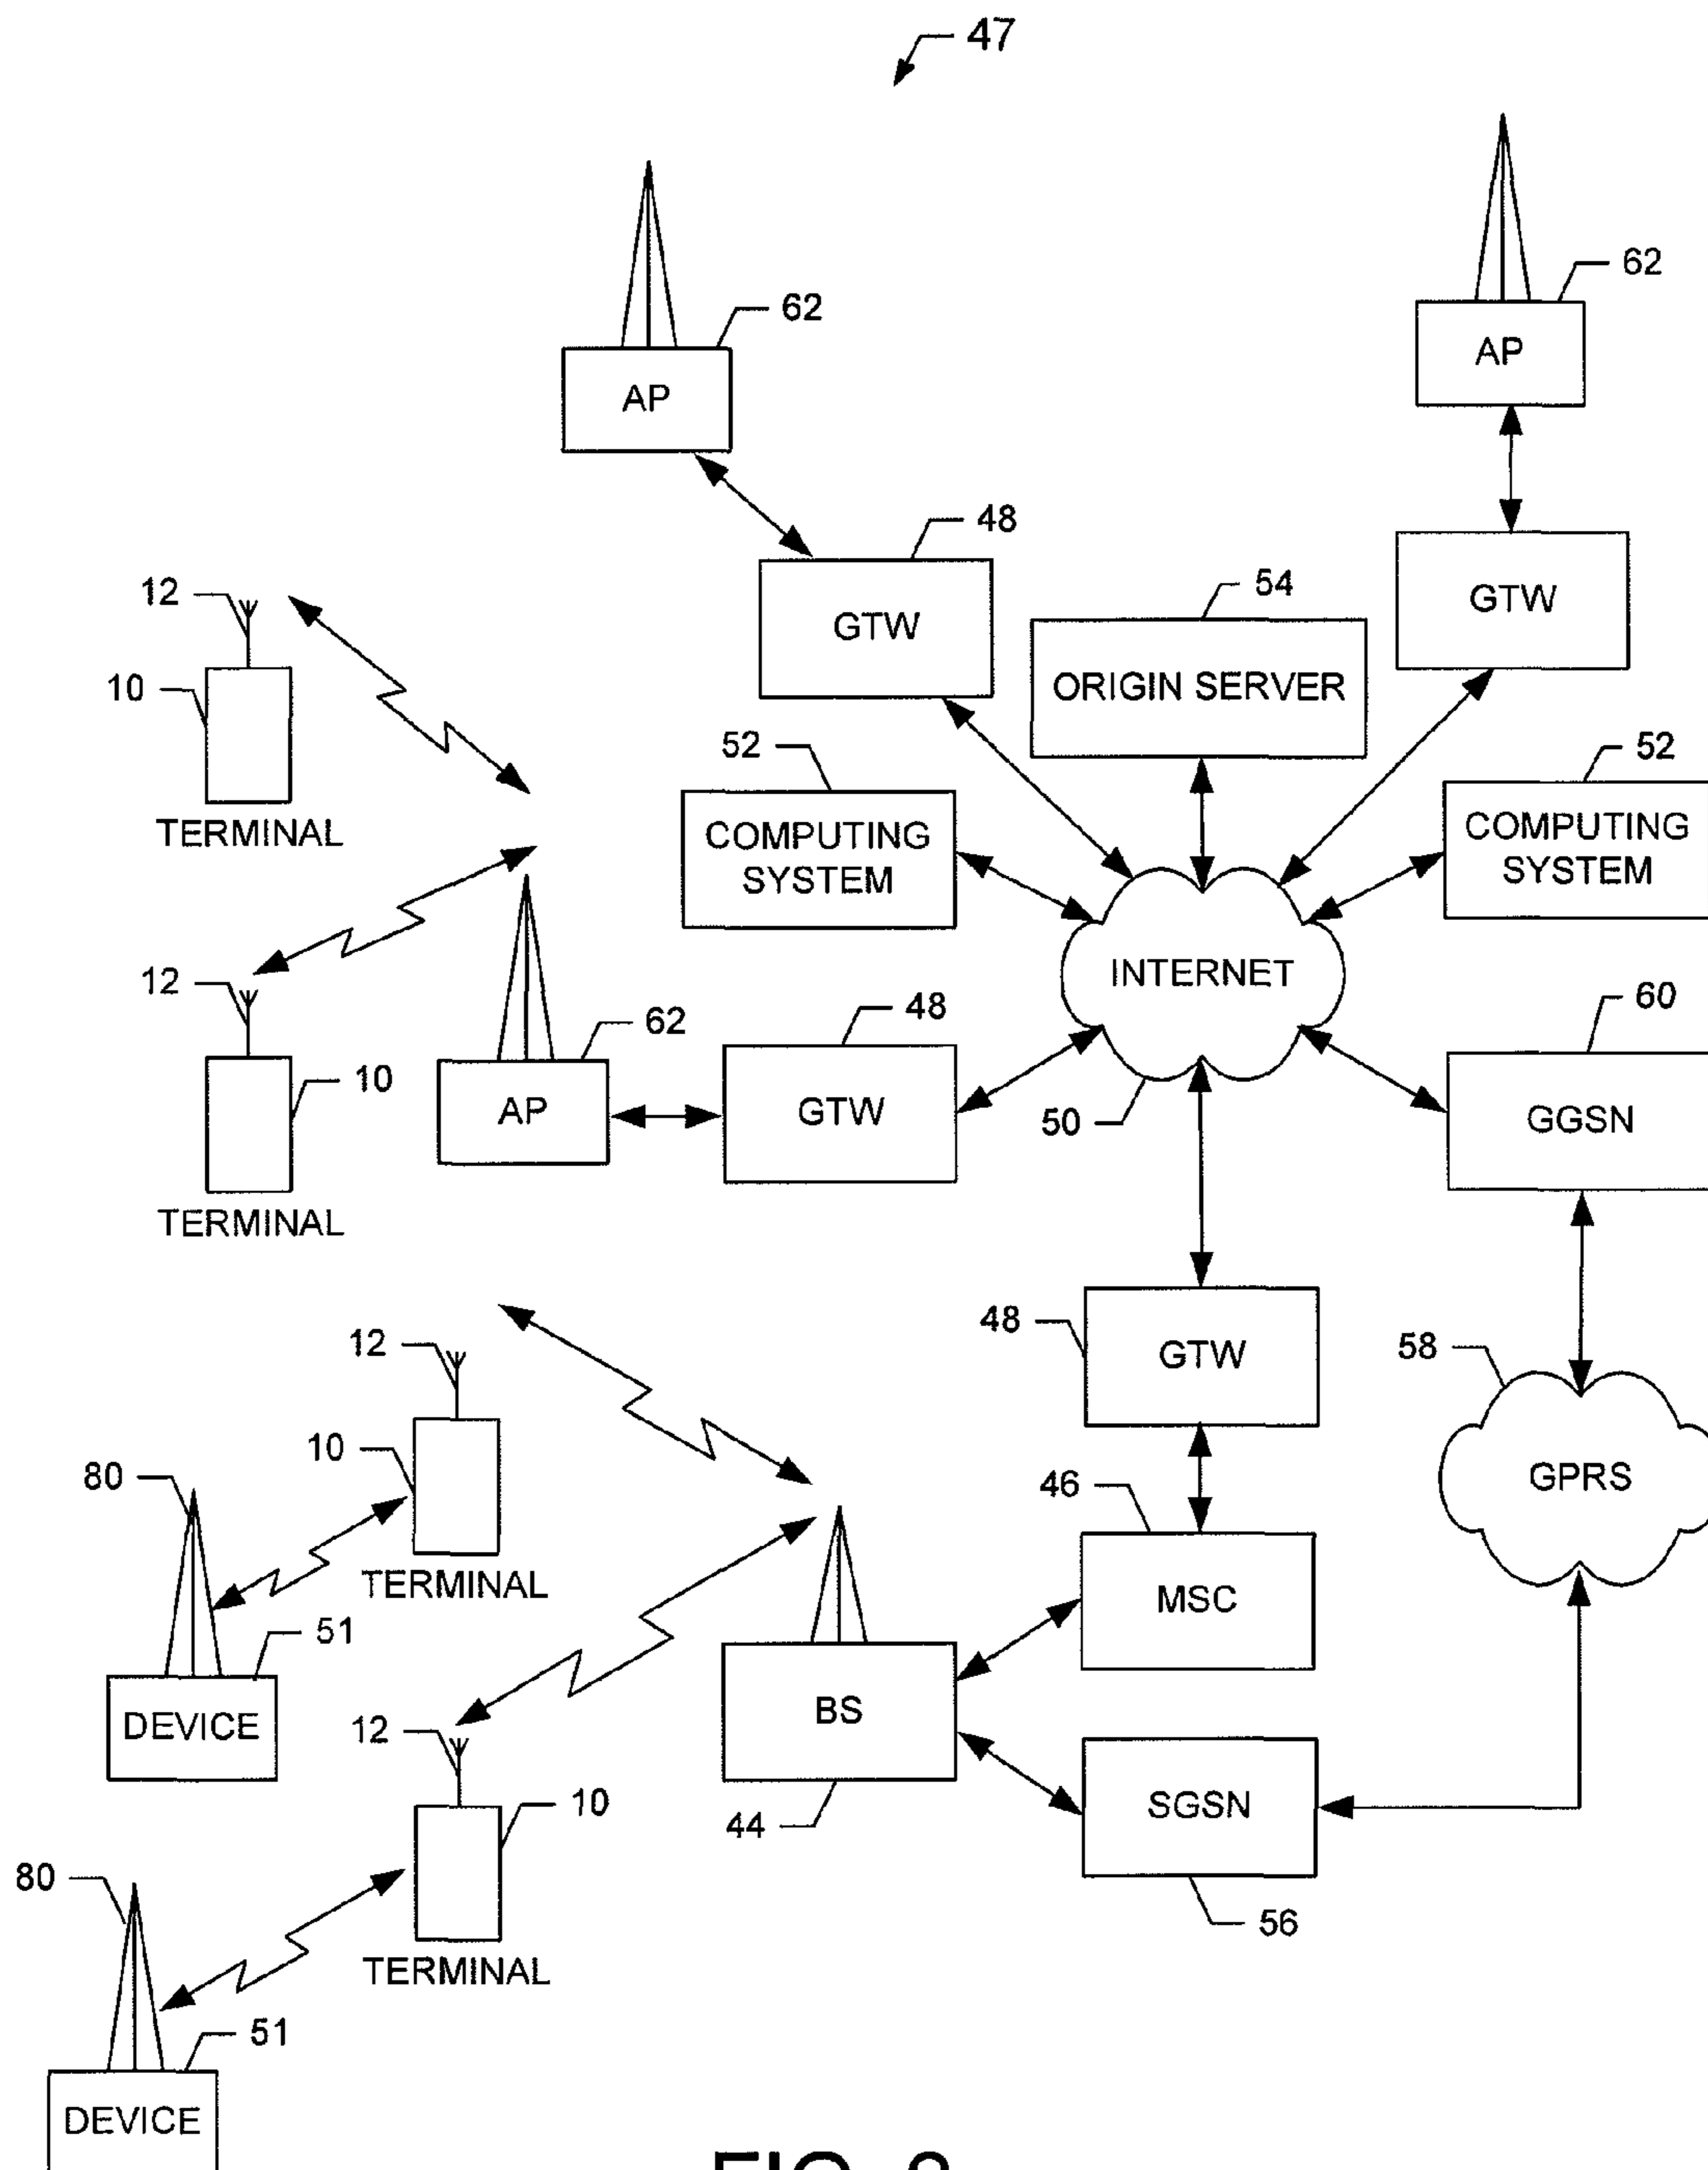 47
62
AP
62
AP
48
GTW
GTW
54
ORIGIN SERVER
12
10
TERMINAL
52
COMPUTING
SYSTEM
52
COMPUTING
SYSTEM
INTERNET
50
12
10
TERMINAL
62
AP
48
GTW
60
GGSN
12
10
TERMINAL
48
GTW
58
GPRS
80
51
DEVICE
46
MSC
BS
44
12
10
TERMINAL
SGSN
56
80
51
DEVICE